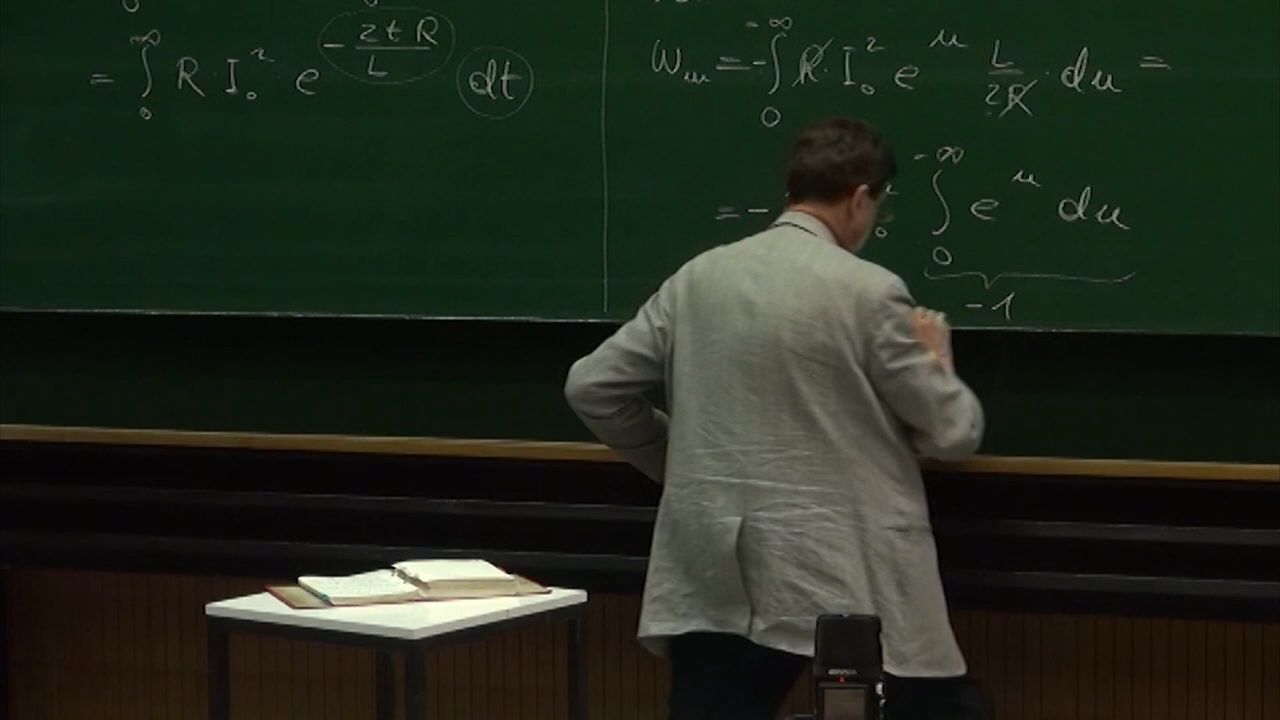 = ∫₀^∞ R · I₀² · e^(- 2tR/L) dt
W_m = - ∫₀^(-∞) R · I₀² e^u L/2R · du =
= - ∫₀^(-∞) e^u du
-1